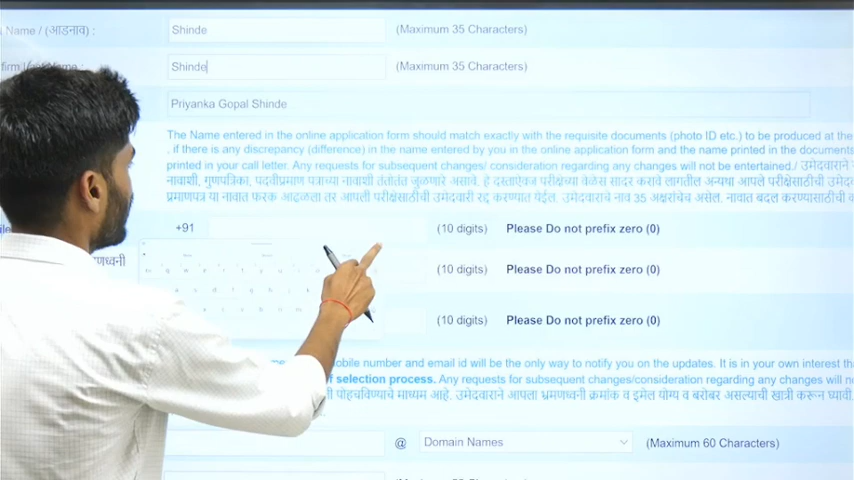 Name / (आडनाव) :
Shinde
(Maximum 35 Characters)
Name :
Shinde
(Maximum 35 Characters)
Priyanka Gopal Shinde
The Name entered in the online application form should match exactly with the requisite documents (photo ID etc.) to be produced at the
, if there is any discrepancy (difference) in the name entered by you in the online application form and the name printed in the documents
printed in your call letter. Any requests for subsequent changes/ consideration regarding any changes will not be entertained./ उमेदवाराने
नावाशी, गुणपत्रिका, पदवीप्रमाण पत्राच्या नावाशी तंतोतंत जुळणारे असावे. हे दस्तऐवज परीक्षेच्या वेळेस सादर करावे लागतील अन्यथा आपले परीक्षेसाठीची
प्रमाणपत्र या नावात फरक आढळला तर आपली परीक्षेसाठीची उमेदवारी रद्द करण्यात येईल. उमेदवाराचे नाव 35 अक्षरांचेच असेल. नावात बदल करण्यासाठीची
+91
(10 digits)
Please Do not prefix zero (0)
(10 digits)
Please Do not prefix zero (0)
(10 digits)
Please Do not prefix zero (0)
mobile number and email id will be the only way to notify you on the updates. It is in your own interest
of selection process. Any requests for subsequent changes/consideration regarding any changes will
पोहचविण्याचे माध्यम आहे. उमेदवाराने आपला भ्रमणध्वनी क्रमांक व इमेल योग्य व बरोबर असल्याची खात्री करून घ्यावी.
@
Domain Names
(Maximum 60 Characters)